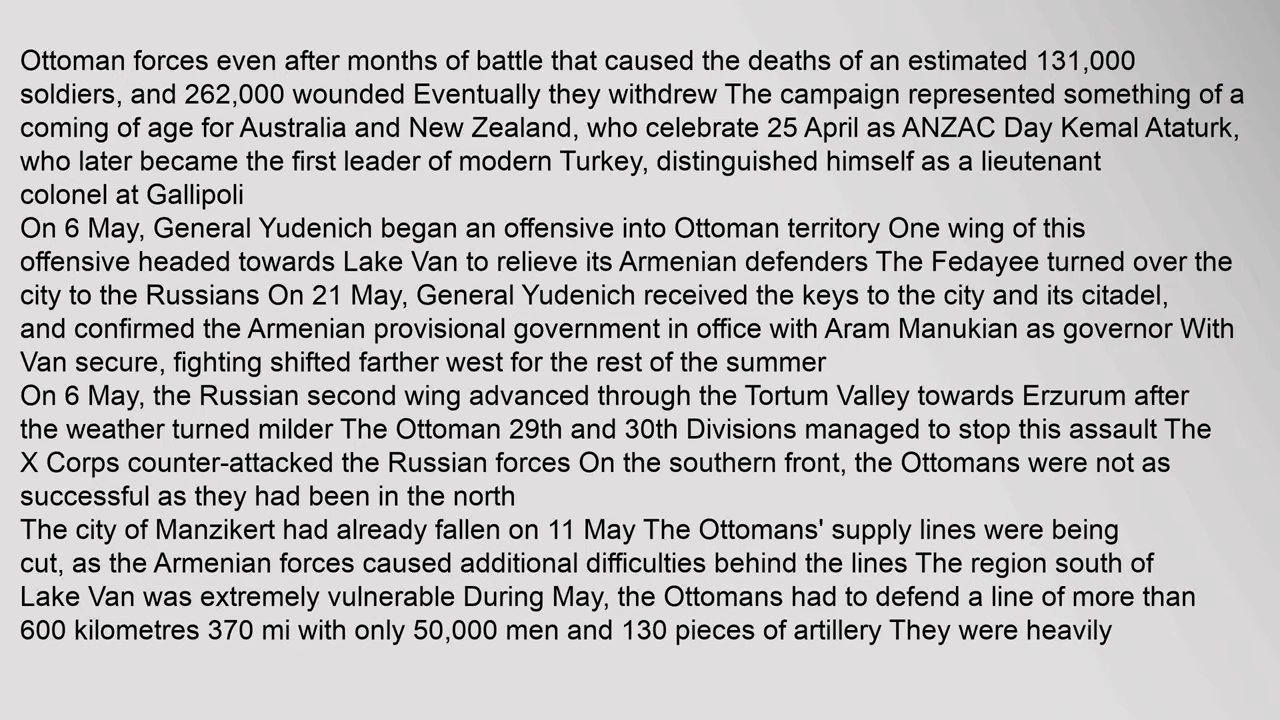 Ottoman forces even after months of battle that caused the deaths of an estimated 131,000
soldiers, and 262,000 wounded Eventually they withdrew The campaign represented something of a
coming of age for Australia and New Zealand, who celebrate 25 April as ANZAC Day Kemal Ataturk,
who later became the first leader of modern Turkey, distinguished himself as a lieutenant
colonel at Gallipoli
On 6 May, General Yudenich began an offensive into Ottoman territory One wing of this
offensive headed towards Lake Van to relieve its Armenian defenders The Fedayee turned over the
city to the Russians On 21 May, General Yudenich received the keys to the city and its citadel,
and confirmed the Armenian provisional government in office with Aram Manukian as governor With
Van secure, fighting shifted farther west for the rest of the summer
On 6 May, the Russian second wing advanced through the Tortum Valley towards Erzurum after
the weather turned milder The Ottoman 29th and 30th Divisions managed to stop this assault The
X Corps counter-attacked the Russian forces On the southern front, the Ottomans were not as
successful as they had been in the north
The city of Manzikert had already fallen on 11 May The Ottomans' supply lines were being
cut, as the Armenian forces caused additional difficulties behind the lines The region south of
Lake Van was extremely vulnerable During May, the Ottomans had to defend a line of more than
600 kilometres 370 mi with only 50,000 men and 130 pieces of artillery They were heavily